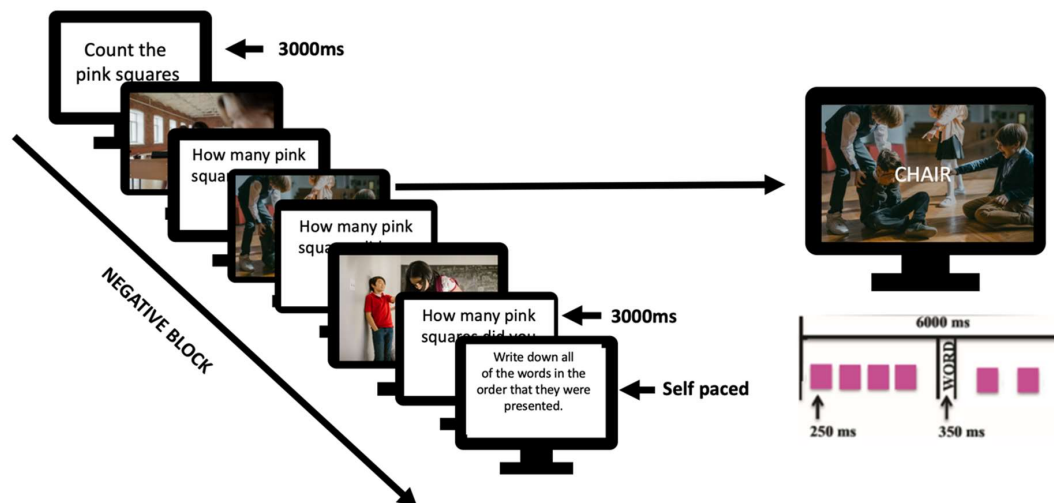 Count the
pink squares
3000ms
How many pink
How many pink
How many pink
3000ms
squares did you
Write down all
of the words in the
order that they were
presented.
Self paced
NEGATIVE BLOCK
CHAIR
6000 ms
WORD
250 ms
350 ms